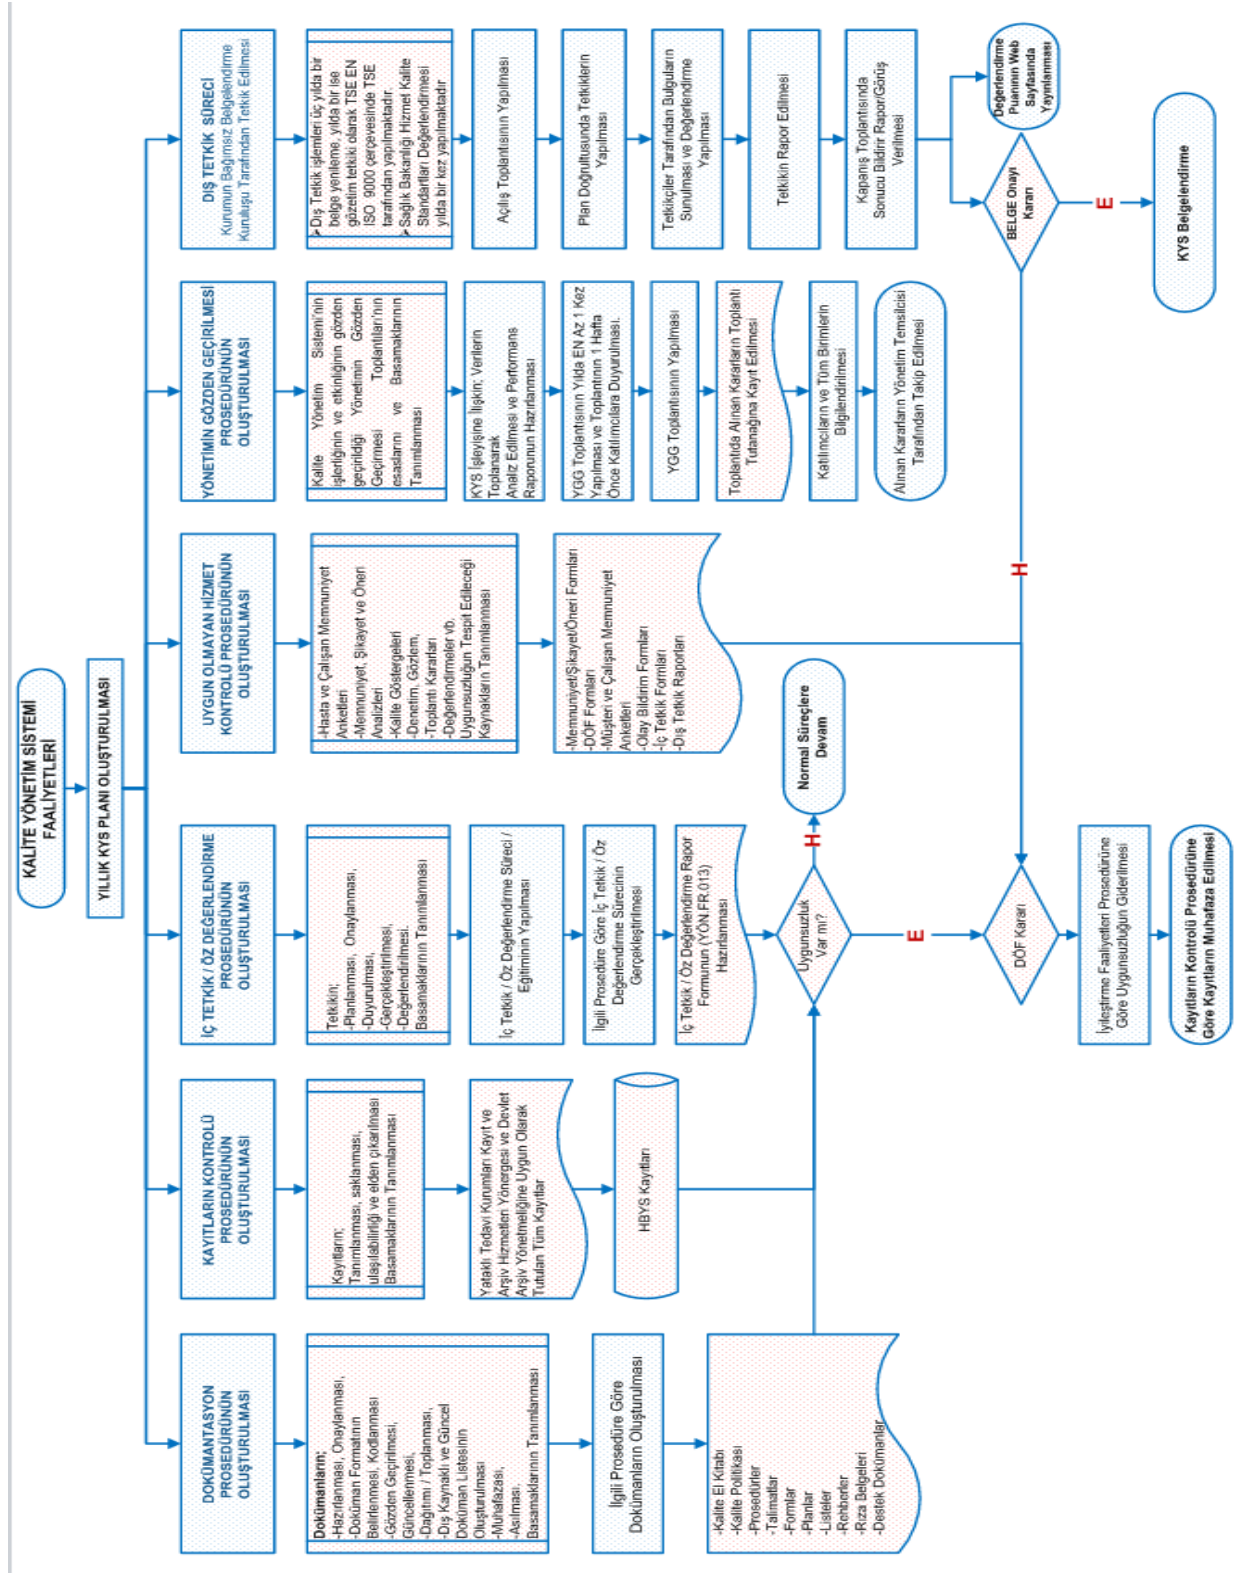 KALİTE YÖNETİM SİSTEMİ
FAALİYETLERİ
YILLIK KYS PLANI OLUŞTURULMASI
DOKÜMANTASYON
PROSEDÜRÜNÜN
OLUŞTURULMASI
Dokümanların;
-Hazırlanması, Onaylanması,
-Doküman Formatının
Belirlenmesi, Kodlanması
-Gözden Geçirilmesi,
Güncellenmesi,
-Dağıtımı / Toplanması,
-Dış Kaynaklı ve Güncel
Doküman Listesinin
Oluşturulması
-Muhafazası,
-Asılması.
Basamaklarının Tanımlanması
İlgili Prosedüre Göre
Dokümanların Oluşturulması
-Kalite El Kitabı
-Kalite Politikası
-Prosedürler
-Talimatlar
-Formlar
-Planlar
-Listeler
-Rehberler
-Rıza Belgeleri
-Destek Dokümanlar
KAYITLARIN KONTROLÜ
PROSEDÜRÜNÜN
OLUŞTURULMASI
Kayıtların;
Tanımlanması, saklanması,
ulaşılabilirliği ve elden çıkarılması
Basamaklarının Tanımlanması
Yataklı Tedavi Kurumları Kayıt ve
Arşiv Hizmetleri Yönergesi ve Devlet
Arşiv Yönetmeliğine Uygun Olarak
Tutulan Tüm Kayıtlar
HBYS Kayıtları
İÇ TETKİK / ÖZ DEĞERLENDİRME
PROSEDÜRÜNÜN
OLUŞTURULMASI
Tetkikin;
-Planlanması, Onaylanması,
-Duyurulması,
-Gerçekleştirilmesi,
-Değerlendirilmesi.
Basamaklarının Tanımlanması
İç Tetkik / Öz Değerlendirme Süreci /
Eğitiminin Yapılması
İlgili Prosedüre Göre İç Tetkik / Öz
Değerlendirme Sürecinin
Gerçekleştirilmesi
İç Tetkik / Öz Değerlendirme Rapor
Formunun (YÖN.FR.013)
Hazırlanması
Uygunsuzluk
Var mı?
H
Normal Süreçlere
Devam
E
DÖF Kararı
İyileştirme Faaliyetleri Prosedürüne
Göre Uygunsuzluğun Giderilmesi
Kayıtların Kontrolü Prosedürüne
Göre Kayıtların Muhafaza Edilmesi
UYGUN OLMAYAN HİZMET
KONTROLÜ PROSEDÜRÜNÜN
OLUŞTURULMASI
-Hasta ve Çalışan Memnuniyet
Anketleri
-Memnuniyet, Şikayet ve Öneri
Analizleri
-Kalite Göstergeleri
-Denetim, Gözlem,
-Toplantı Kararları
-Değerlendirmeler vb.
Uygunsuzluğun Tespit Edileceği
Kaynakların Tanımlanması
-Memnuniyet/Şikayet/Öneri Formları
-DÖF Formları
-Müşteri ve Çalışan Memnuniyet
Anketleri
-Olay Bildirim Formları
-İç Tetkik Formları
-Dış Tetkik Raporları
YÖNETİMİN GÖZDEN GEÇİRİLMESİ
PROSEDÜRÜNÜN
OLUŞTURULMASI
Kalite Yönetim Sistemi'nin
işlerliğinin ve etkinliğinin gözden
geçirildiği Yönetimin Gözden
Geçirmesi Toplantıları'nın
esaslarını ve Basamaklarının
Tanımlanması
KYS İşleyişine İlişkin; Verilerin
Toplanarak
Analiz Edilmesi ve Performans
Raporunun Hazırlanması
YGG Toplantısının Yılda EN Az 1 Kez
Yapılması ve Toplantının 1 Hafta
Önce Katılımcılara Duyurulması.
YGG Toplantısının Yapılması
Toplantıda Alınan Kararların Toplantı
Tutanağına Kayıt Edilmesi
Katılımcıların ve Tüm Birimlerin
Bilgilendirilmesi
Alınan Kararların Yönetim Temsilcisi
Tarafından Takip Edilmesi
DIŞ TETKİK SÜRECİ
Kurumun Bağımsız Belgelendirme
Kuruluşu Tarafından Tetkik Edilmesi
➢Dış Tetkik işlemleri üç yılda bir
belge yenileme, yılda bir ise
gözetim tetkiki olarak TSE EN
ISO 9000 çerçevesinde TSE
tarafından yapılmaktadır.
➢Sağlık Bakanlığı Hizmet Kalite
Standartları Değerlendirmesi
yılda bir kez yapılmaktadır
Açılış Toplantısının Yapılması
Plan Doğrultusunda Tetkiklerin
Yapılması
Tetkikçiler Tarafından Bulguların
Sunulması ve Değerlendirme
Yapılması
Tetkikin Rapor Edilmesi
Kapanış Toplantısında
Sonucu Bildirir Rapor/Görüş
Verilmesi
Değerlendirme
Puanının Web
Sayfasında
Yayınlanması
BELGE Onayı
Kararı
H
E
KYS Belgelendirme